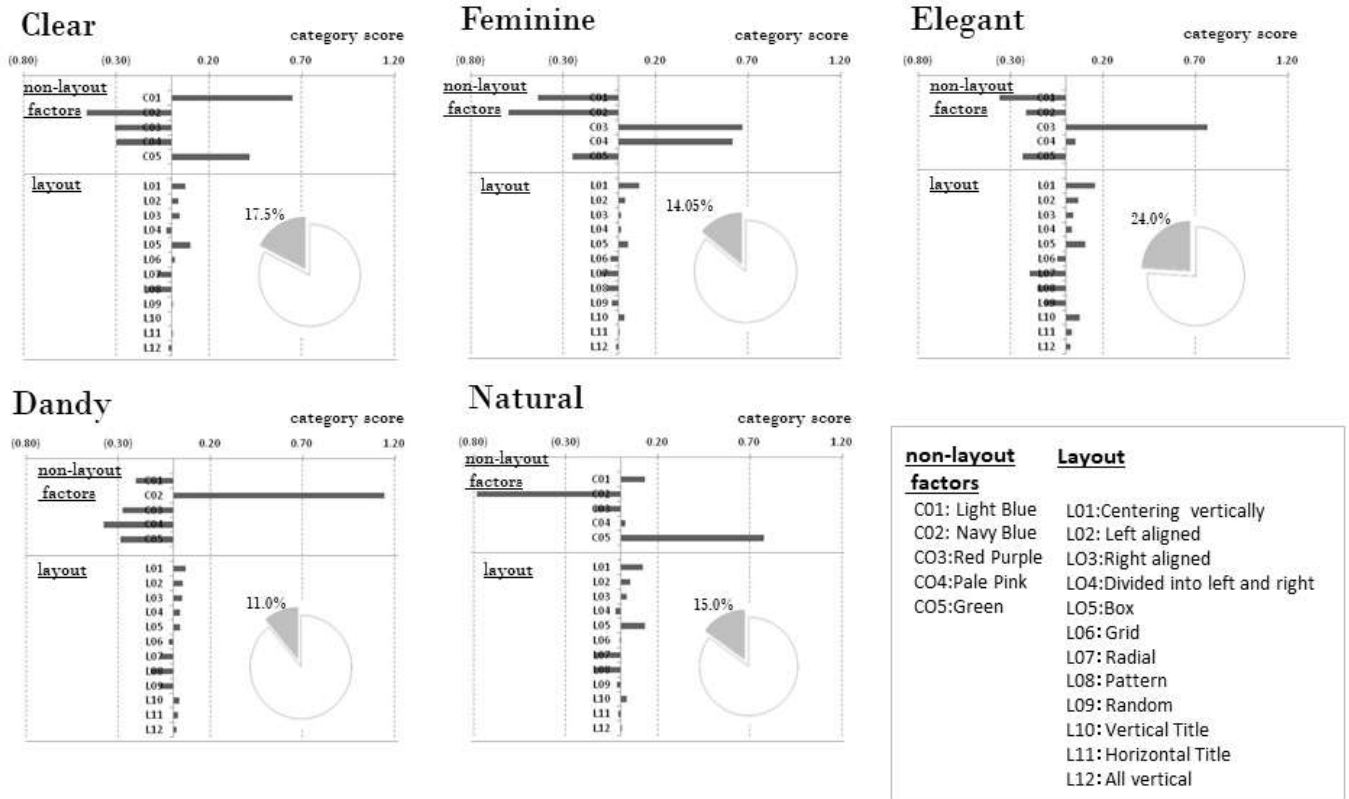 Clear
category score
(0.80) (0.30) 0.20 0.70 1.20
non-layout
factors
C01
C02
C03
C04
C05
layout
L01
L02
L03
L04
L05
L06
L07
L08
L09
L10
L11
L12
17.5%
Feminine
category score
(0.80) (0.30) 0.20 0.70 1.20
non-layout
factors
C01
C02
C03
C04
C05
layout
L01
L02
L03
L04
L05
L06
L07
L08
L09
L10
L11
L12
14.05%
Elegant
category score
(0.80) (0.30) 0.20 0.70 1.20
non-layout
factors
C01
C02
C03
C04
C05
layout
L01
L02
L03
L04
L05
L06
L07
L08
L09
L10
L11
L12
24.0%
Dandy
category score
(0.80) (0.30) 0.20 0.70 1.20
non-layout
factors
C01
C02
C03
C04
C05
layout
L01
L02
L03
L04
L05
L06
L07
L08
L09
L10
L11
L12
11.0%
Natural
category score
(0.80) (0.30) 0.20 0.70 1.20
non-layout
factors
C01
C02
C03
C04
C05
layout
L01
L02
L03
L04
L05
L06
L07
L08
L09
L10
L11
L12
15.0%
non-layout
factors
C01: Light Blue
C02: Navy Blue
CO3:Red Purple
CO4:Pale Pink
CO5:Green
Layout
L01:Centering vertically
L02: Left aligned
LO3:Right aligned
LO4:Divided into left and right
LO5:Box
L06:Grid
L07:Radial
L08:Pattern
L09:Random
L10:Vertical Title
L11:Horizontal Title
L12:All vertical